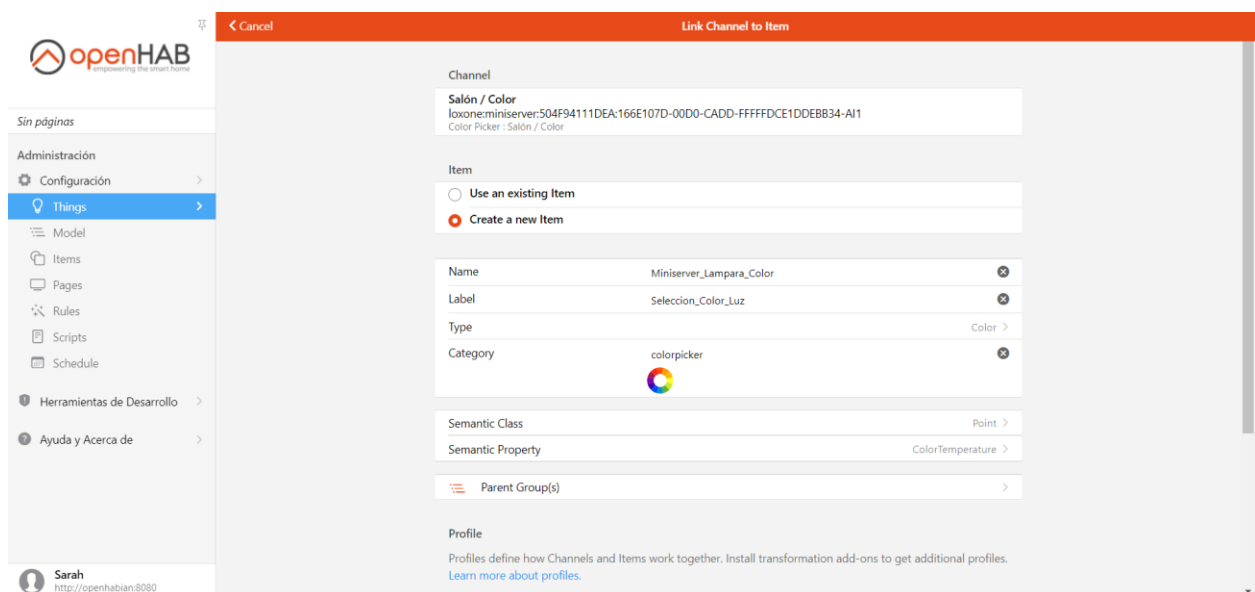 openHAB
empowering the smart home
Sin páginas
Administración
Configuración
Things
Model
Items
Pages
Rules
Scripts
Schedule
Herramientas de Desarrollo
Ayuda y Acerca de
Sarah
http://openhabian:8080
Cancel
Link Channel to Item
Channel
Salón / Color
loxone:miniserver:504F94111DEA:166E107D-00D0-CADD-FFFFFDCE1DDEBB34-AI1
Color Picker : Salón / Color
Item
Use an existing Item
Create a new Item
Name Miniserver_Lampara_Color
Label Seleccion_Color_Luz
Type Color
Category colorpicker
Semantic Class Point
Semantic Property ColorTemperature
Parent Group(s)
Profile
Profiles define how Channels and Items work together. Install transformation add-ons to get additional profiles.
Learn more about profiles.